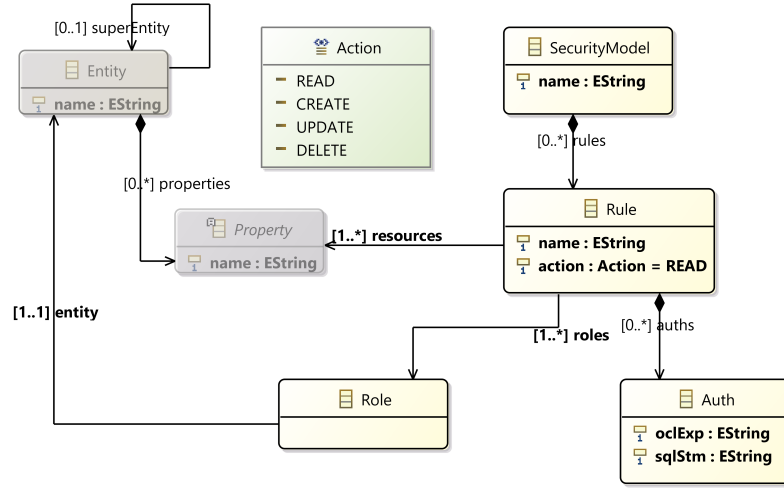 [0..1] superEntity
Entity
name : EString
Action
READ
CREATE
UPDATE
DELETE
SecurityModel
name : EString
[0..*] rules
[0..*] properties
Property
name : EString
[1..*] resources
Rule
name : EString
action : Action = READ
[1..1] entity
[1..*] roles
[0..*] auths
Role
Auth
oclExp : EString
sqlStm : EString